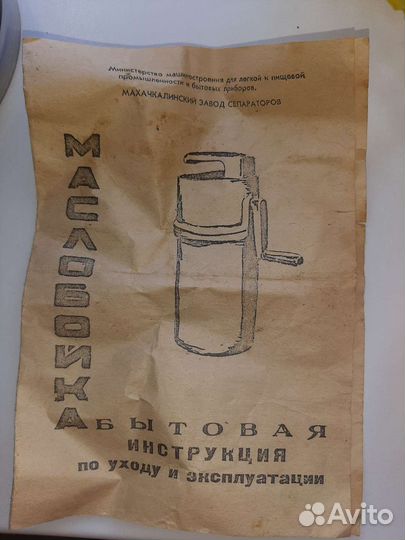 Министерство машиностроения для легкой и пищевой
промышленности и бытовых приборов.
МАХАЧКАЛИНСКИЙ ЗАВОД СЕПАРАТОРОВ
МАСЛОБОЙКА
БЫТОВАЯ
ИНСТРУКЦИЯ
по уходу и эксплуатации
Avito